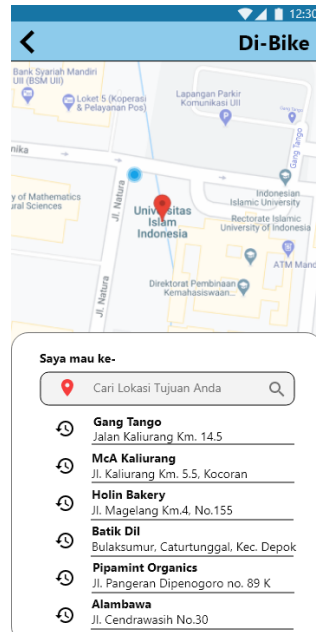 12:30
Di-Bike
Bank Syariah Mandiri
UII (BSM UII)
Loket 5 (Koperasi
& Pelayanan Pos)
Lapangan Parkir
Komunikasi UII
Gang Tango
nika
y of Mathematics
ural Sciences
Jl. Natura
Universitas
Islam
Indonesia
Indonesian
Islamic University
Rectorate Islamic
University of Indonesia
ATM Mand
Direktorat Pembinaan
Kemahasiswaan...
Jl. Natura
Saya mau ke-
Cari Lokasi Tujuan Anda
Gang Tango
Jalan Kaliurang Km. 14.5
McA Kaliurang
Jl. Kaliurang Km. 5.5, Kocoran
Holin Bakery
Jl. Magelang Km.4, No.155
Batik Dil
Bulaksumur, Caturtunggal, Kec. Depok
Pipamint Organics
Jl. Pangeran Dipenogoro no. 89 K
Alambawa
Jl. Cendrawasih No.30